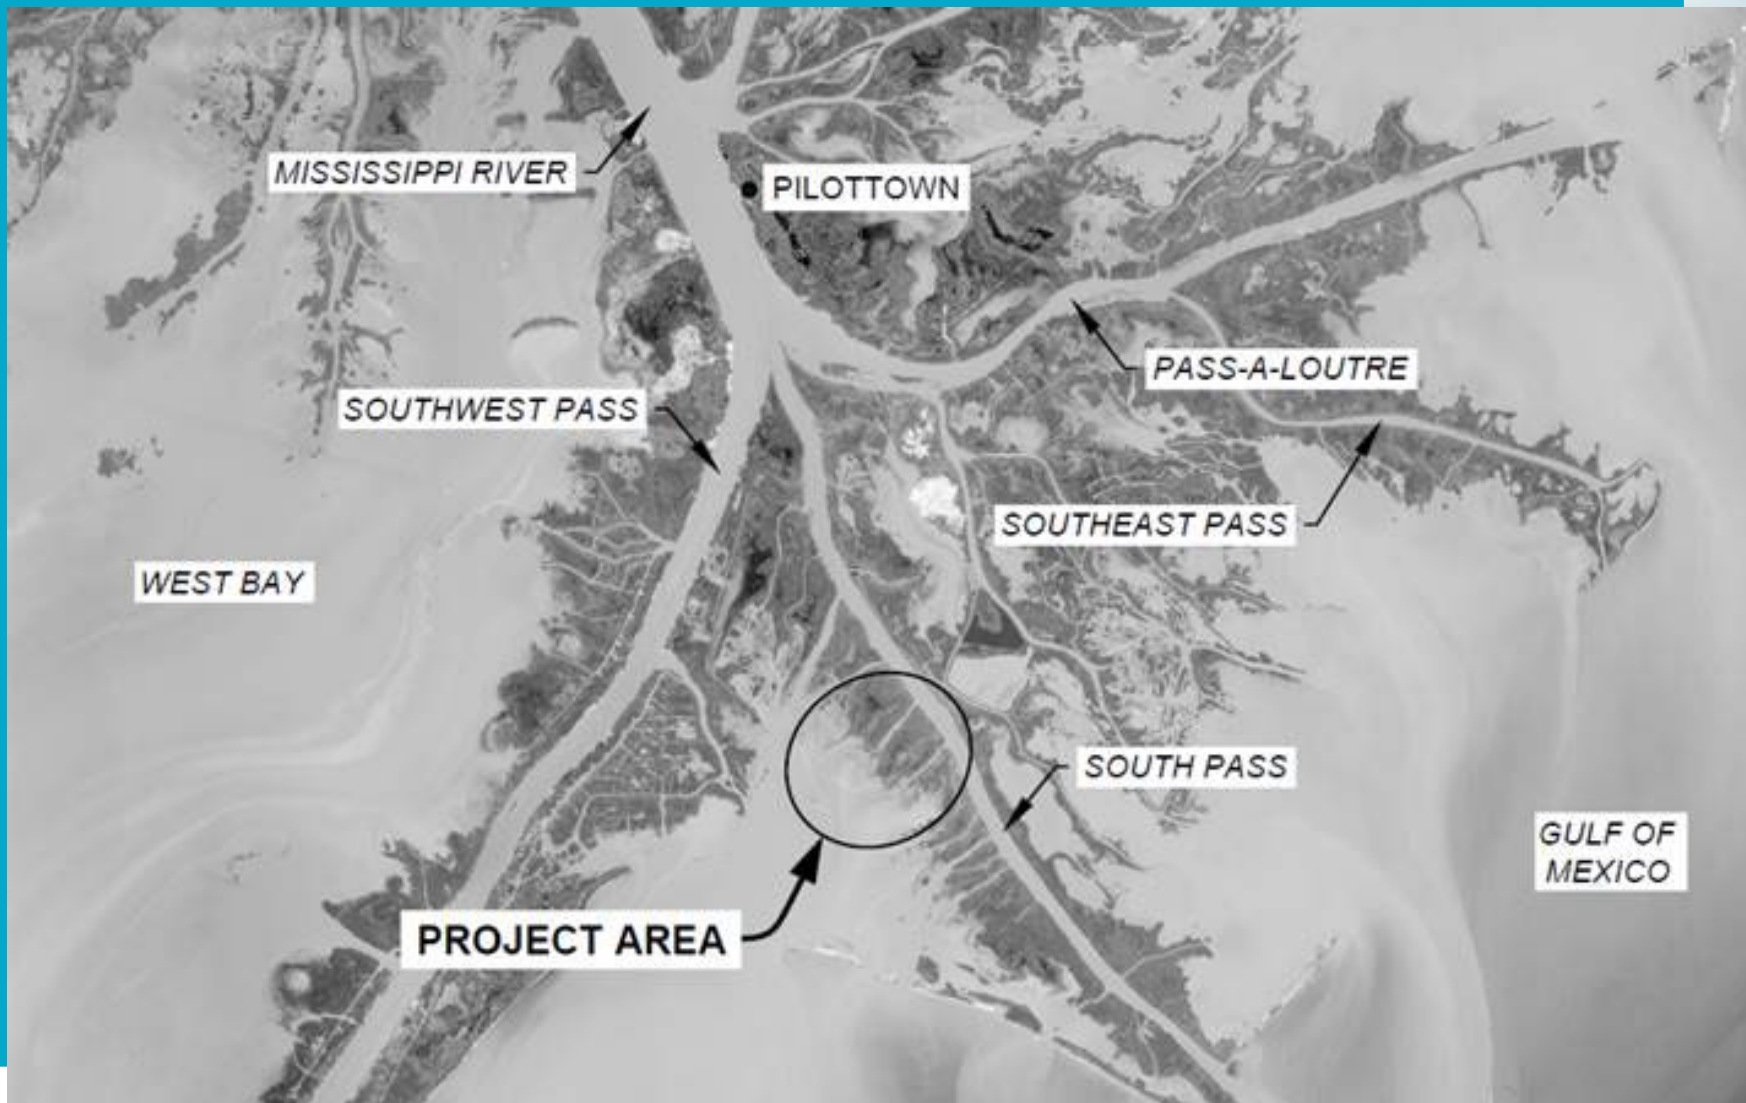 MISSISSIPPI RIVER
PILOTTOWN
PASS-A-LOUTRE
SOUTHWEST PASS
SOUTHEAST PASS
WEST BAY
SOUTH PASS
GULF OF
MEXICO
PROJECT AREA